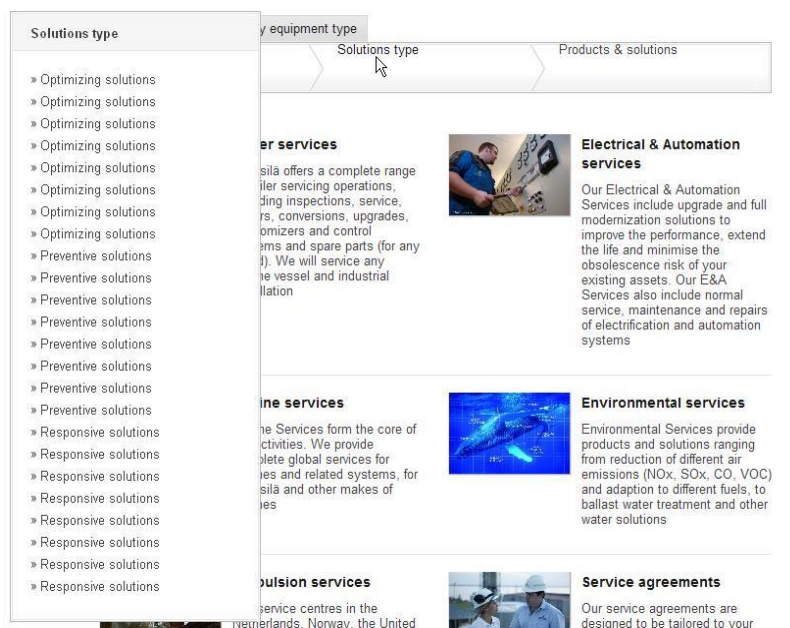 Solutions type
» Optimizing solutions
» Optimizing solutions
» Optimizing solutions
» Optimizing solutions
» Optimizing solutions
» Optimizing solutions
» Optimizing solutions
» Optimizing solutions
» Preventive solutions
» Preventive solutions
» Preventive solutions
» Preventive solutions
» Preventive solutions
» Preventive solutions
» Preventive solutions
» Preventive solutions
» Responsive solutions
» Responsive solutions
» Responsive solutions
» Responsive solutions
» Responsive solutions
» Responsive solutions
» Responsive solutions
» Responsive solutions
y equipment type
Solutions type
Products & solutions
er services
silä offers a complete range
iler servicing operations,
ding inspections, service,
rs, conversions, upgrades,
omizers and control
ems and spare parts (for any
d). We will service any
ne vessel and industrial
llation
Electrical & Automation
services
Our Electrical & Automation
Services include upgrade and full
modernization solutions to
improve the performance, extend
the life and minimise the
obsolescence risk of your
existing assets. Our E&A
Services also include normal
service, maintenance and repairs
of electrification and automation
systems
ine services
ne Services form the core of
ctivities. We provide
plete global services for
nes and related systems, for
silä and other makes of
nes
Environmental services
Environmental Services provide
products and solutions ranging
from reduction of different air
emissions (NOx, SOx, CO, VOC)
and adaption to different fuels, to
ballast water treatment and other
water solutions
pulsion services
service centres in the
Netherlands, Norway, the United
Service agreements
Our service agreements are
designed to be tailored to your